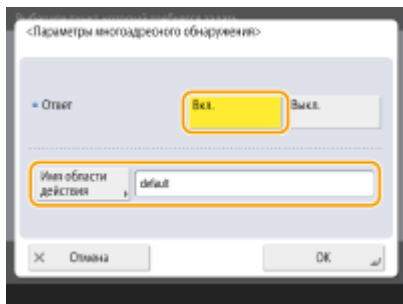 <Параметры многоадресного обнаружения>
Ответ
Вкл.
Выкл.
Имя области
действия
default
Отмена
OK